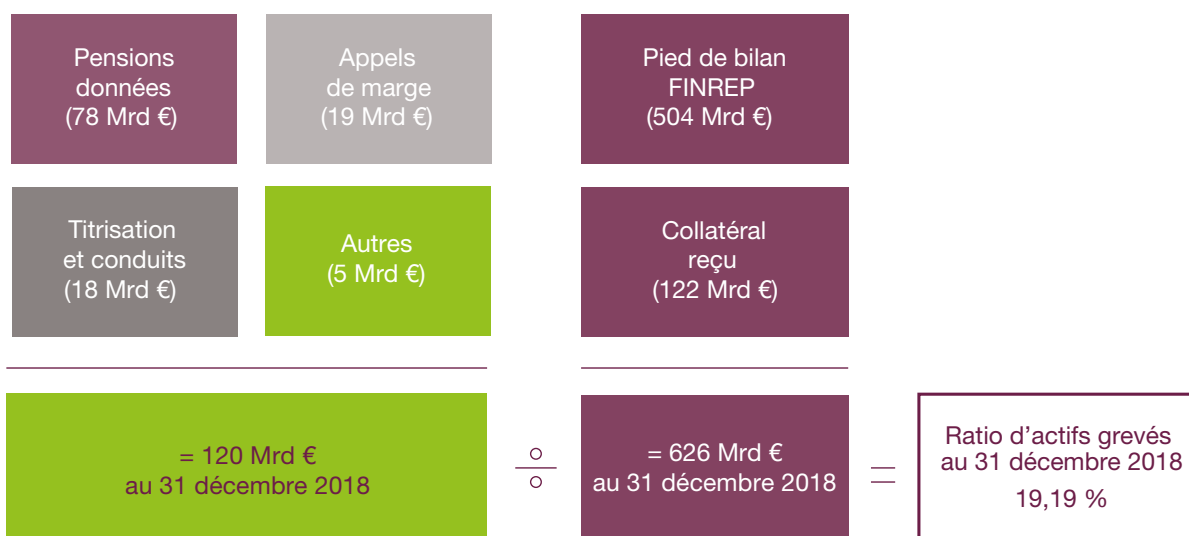 Pensions
données
(78 Mrd €)
Appels
de marge
(19 Mrd €)
Pied de bilan
FINREP
(504 Mrd €)
Titrisation
et conduits
(18 Mrd €)
Autres
(5 Mrd €)
Collatéral
reçu
(122 Mrd €)
= 120 Mrd €
au 31 décembre 2018
= 626 Mrd €
au 31 décembre 2018
=
Ratio d’actifs grevés
au 31 décembre 2018
19,19 %